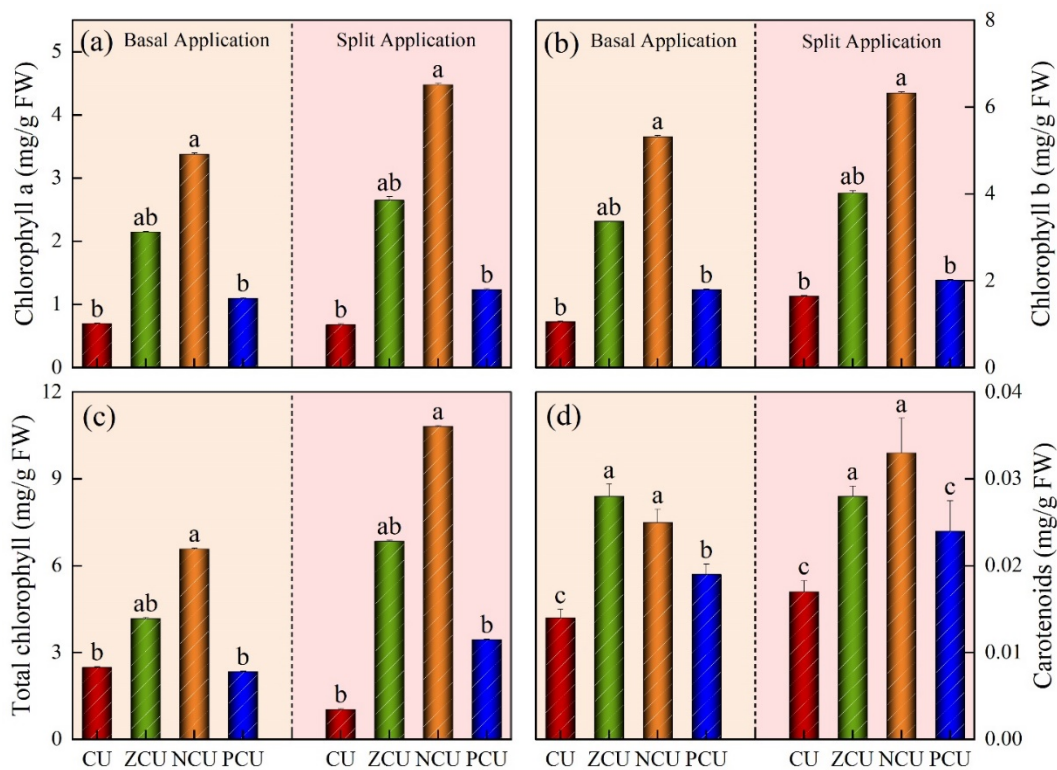 (a) Basal Application Split Application
Chlorophyll a (mg/g FW)
5
4
3
2
1
0
b ab a b b ab a b
(b) Basal Application Split Application
Chlorophyll b (mg/g FW)
8
6
4
2
0
b ab a b b ab a b
(c)
Total chlorophyll (mg/g FW)
12
9
6
3
0
b ab a b b ab a b
CU ZCU NCU PCU CU ZCU NCU PCU
(d)
Carotenoids (mg/g FW)
0.04
0.03
0.02
0.01
0.00
c a a b c a a c
CU ZCU NCU PCU CU ZCU NCU PCU